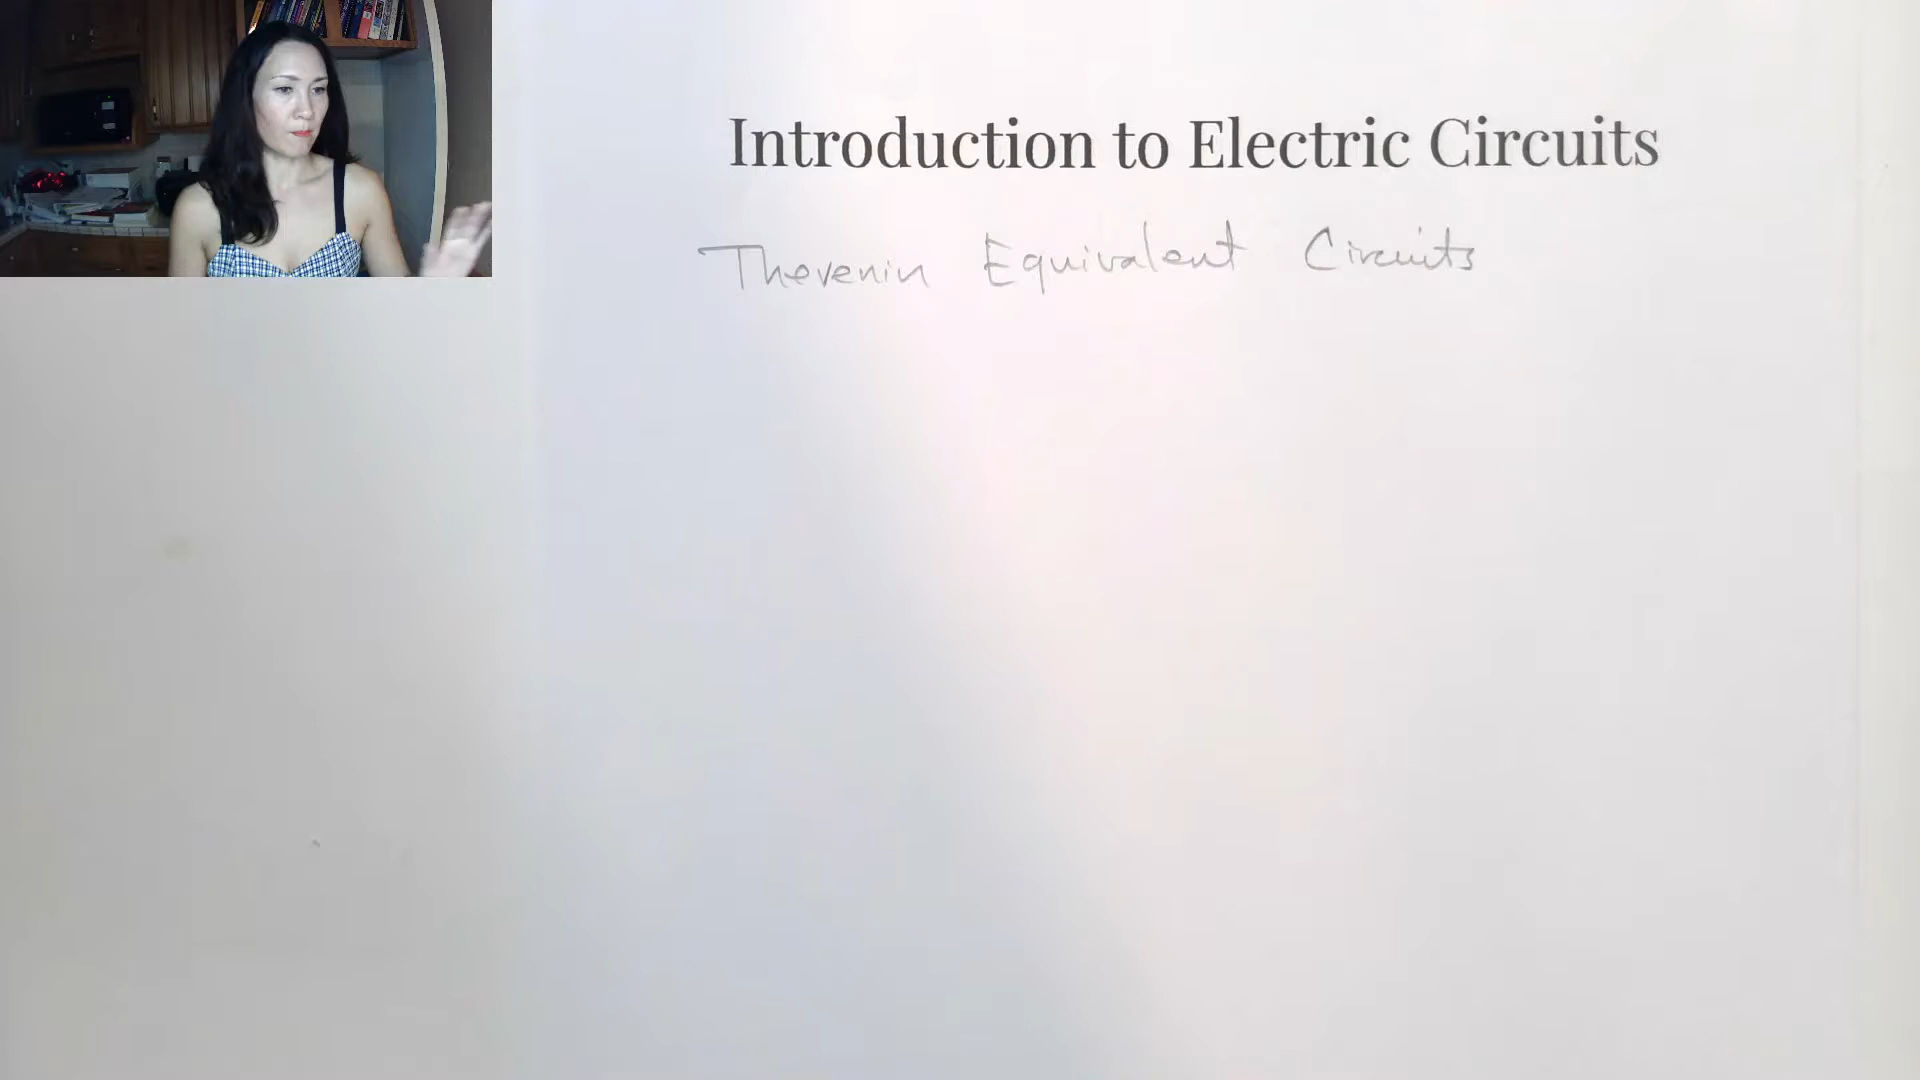 Introduction to Electric Circuits
Thevenin Equivalent Circuits